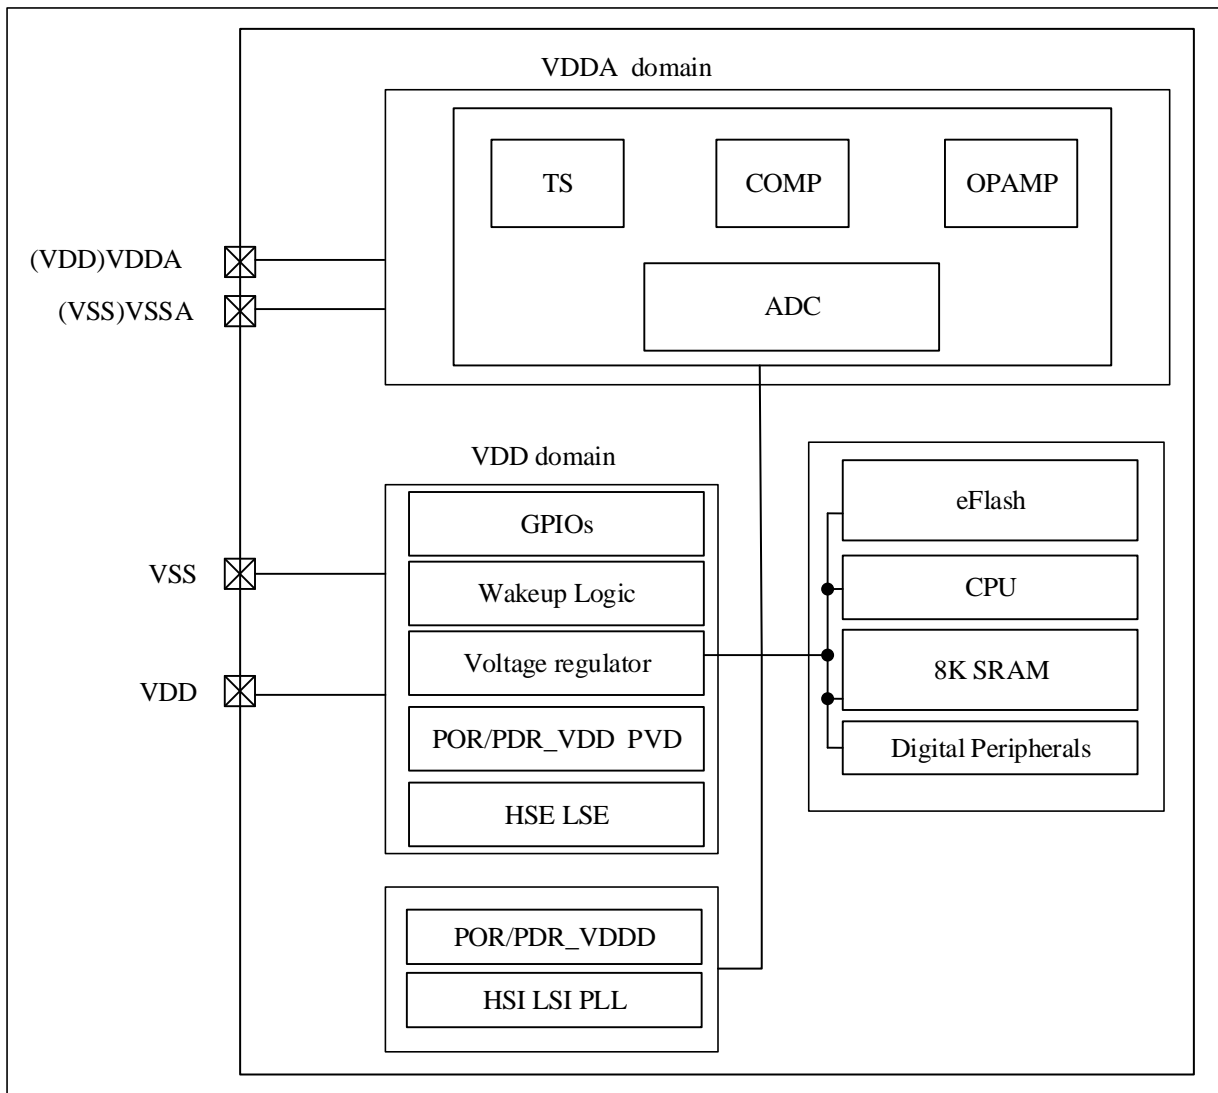 VDDA domain
TS
COMP
OPAMP
(VDD)VDDA
(VSS)VSSA
ADC
VDD domain
GPIOs
Wakeup Logic
Voltage regulator
POR/PDR_VDD PVD
HSE LSE
VSS
VDD
eFlash
CPU
8K SRAM
Digital Peripherals
POR/PDR_VDDD
HSI LSI PLL